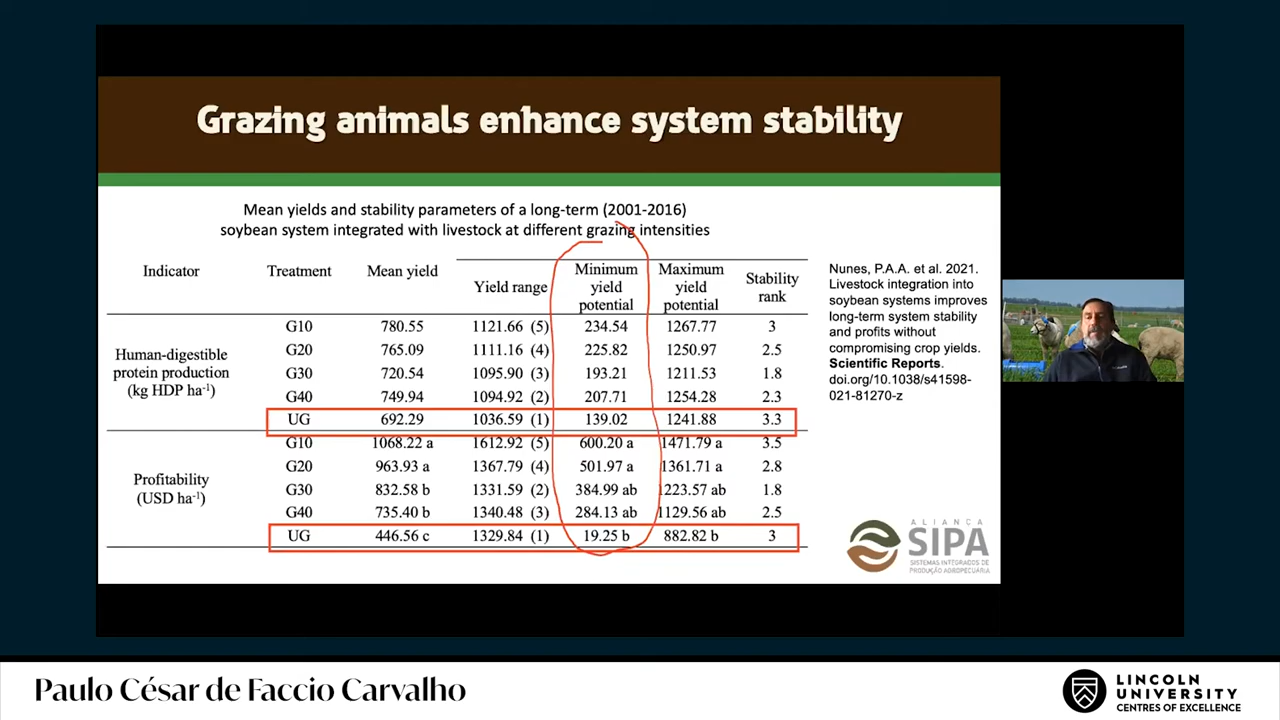 Grazing animals enhance system stability
Mean yields and stability parameters of a long-term (2001-2016)
soybean system integrated with livestock at different grazing intensities
Indicator Treatment Mean yield Yield range Minimum yield potential Maximum yield potential Stability rank
Human-digestible protein production (kg HDP ha-1)
G10 780.55 1121.66 (5) 234.54 1267.77 3
G20 765.09 1111.16 (4) 225.82 1250.97 2.5
G30 720.54 1095.90 (3) 193.21 1211.53 1.8
G40 749.94 1094.92 (2) 207.71 1254.28 2.3
UG 692.29 1036.59 (1) 139.02 1241.88 3.3
Profitability (USD ha-1)
G10 1068.22 a 1612.92 (5) 600.20 a 1471.79 a 3.5
G20 963.93 a 1367.79 (4) 501.97 a 1361.71 a 2.8
G30 832.58 b 1331.59 (2) 384.99 ab 1223.57 ab 1.8
G40 735.40 b 1340.48 (3) 284.13 ab 1129.56 ab 2.5
UG 446.56 c 1329.84 (1) 19.25 b 882.82 b 3
Nunes, P.A.A. et al. 2021.
Livestock integration into
soybean systems improves
long-term system stability
and profits without
compromising crop yields.
Scientific Reports.
doi.org/10.1038/s41598-
021-81270-z
ALIANÇA
SIPA
SISTEMAS INTEGRADOS DE
PRODUÇÃO AGROPECUÁRIA
Paulo César de Faccio Carvalho
LINCOLN
UNIVERSITY
CENTRES OF EXCELLENCE